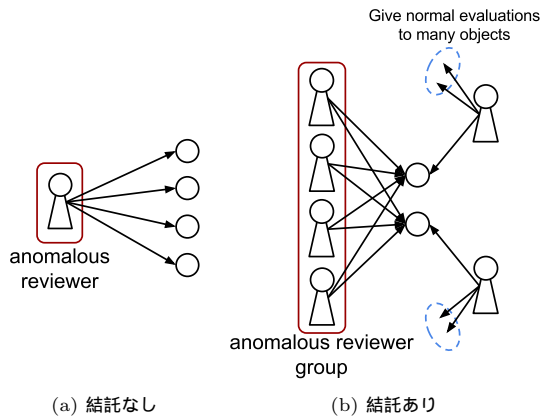 Give normal evaluations
to many objects
anomalous
reviewer
anomalous reviewer
group
(a) 結託なし
(b) 結託あり